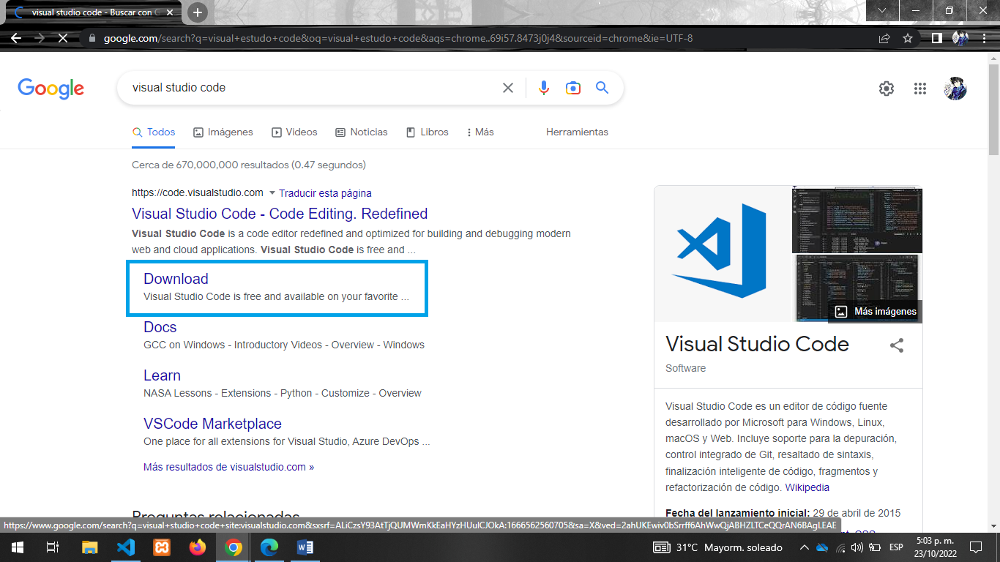 visual studio code - Buscar con G
google.com/search?q=visual+estudo+code&oq=visual+estudo+code&aqs=chrome..69i57.8473j0j4&sourceid=chrome&ie=UTF-8
Google
visual studio code
Todos
Imágenes
Videos
Noticias
Libros
Más
Herramientas
Cerca de 670,000,000 resultados (0.47 segundos)
https://code.visualstudio.com Traducir esta página
Visual Studio Code - Code Editing. Redefined
Visual Studio Code is a code editor redefined and optimized for building and debugging modern
web and cloud applications. Visual Studio Code is free and ...
Download
Visual Studio Code is free and available on your favorite ...
Docs
GCC on Windows - Introductory Videos - Overview - Windows
Learn
NASA Lessons - Extensions - Python - Customize - Overview
VSCode Marketplace
One place for all extensions for Visual Studio, Azure DevOps ...
Más resultados de visualstudio.com »
Preguntas relacionadas
Más imágenes
Visual Studio Code
Software
Visual Studio Code es un editor de código fuente
desarrollado por Microsoft para Windows, Linux,
macOS y Web. Incluye soporte para la depuración,
control integrado de Git, resaltado de sintaxis,
finalización inteligente de código, fragmentos y
refactorización de código. Wikipedia
Fecha del lanzamiento inicial: 29 de abril de 2015
https://www.google.com/search?q=visual+studio+code+site:visualstudio.com&sxsrf=ALiCzsY93AtTjQUMWmKkEaHYzHUulCJOkA:1666562560705&sa=X&ved=2ahUKEwiv0bSrrff6AhWwQjABHZLTCeQQrAN6BAgLEAE
31°C Mayorm. soleado
ESP
5:03 p. m.
23/10/2022